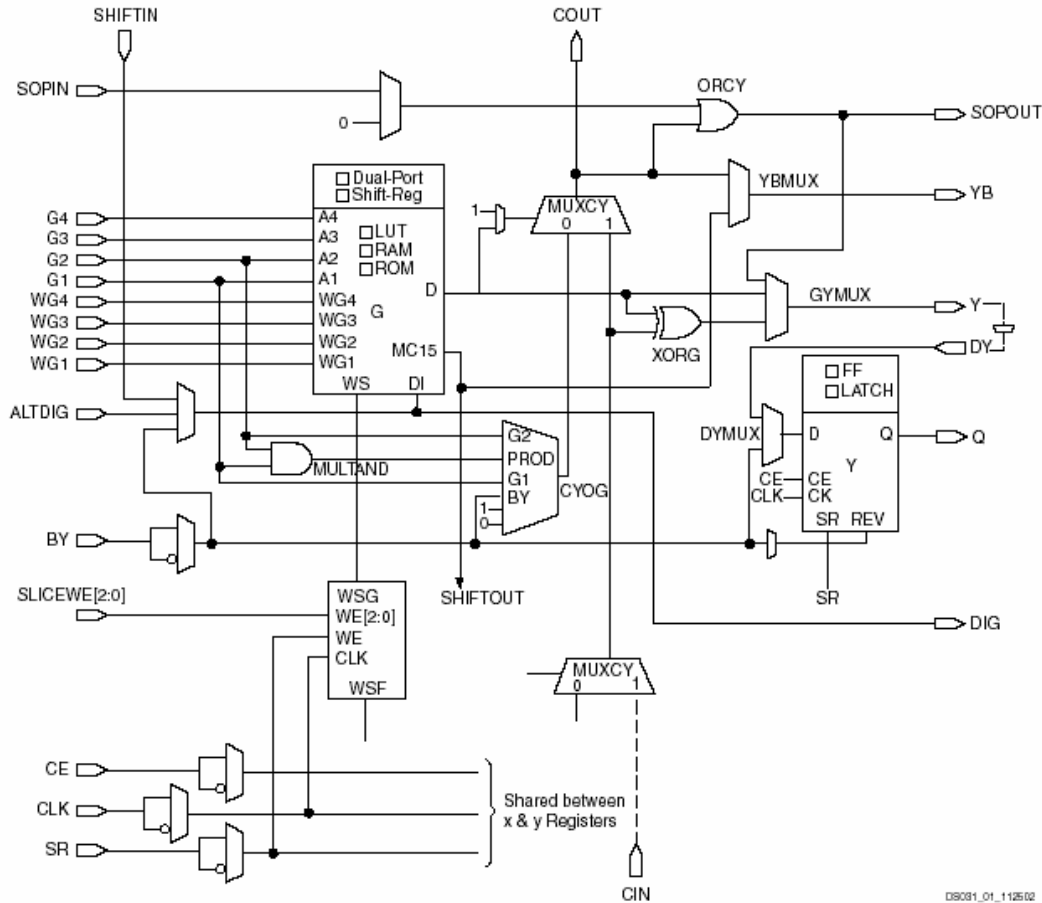 SHIFTIN
COUT
SOPIN
ORCY
0
SOPOUT
Dual-Port
Shift-Reg
YBMUX
YB
G4
G3
G2
G1
WG4
WG3
WG2
WG1
A4
A3
A2
A1
WG4
WG3
WG2
WG1
LUT
RAM
ROM
G
D
MC15
WS
DI
1
MUXCY
0 1
GYMUX
Y
XORG
DY
FF
LATCH
DYMUX
D
Q
Q
Y
CE
CE
CLK
CK
SR
REV
SR
ALTDIG
MULTAND
G2
PROD
G1
BY
1
0
CYOG
BY
SLICEWE[2:0]
WSG
WE[2:0]
WE
CLK
WSF
SHIFTOUT
DIG
MUXCY
0 1
CE
CLK
SR
Shared between
x & y Registers
CIN
DS031_01_112502